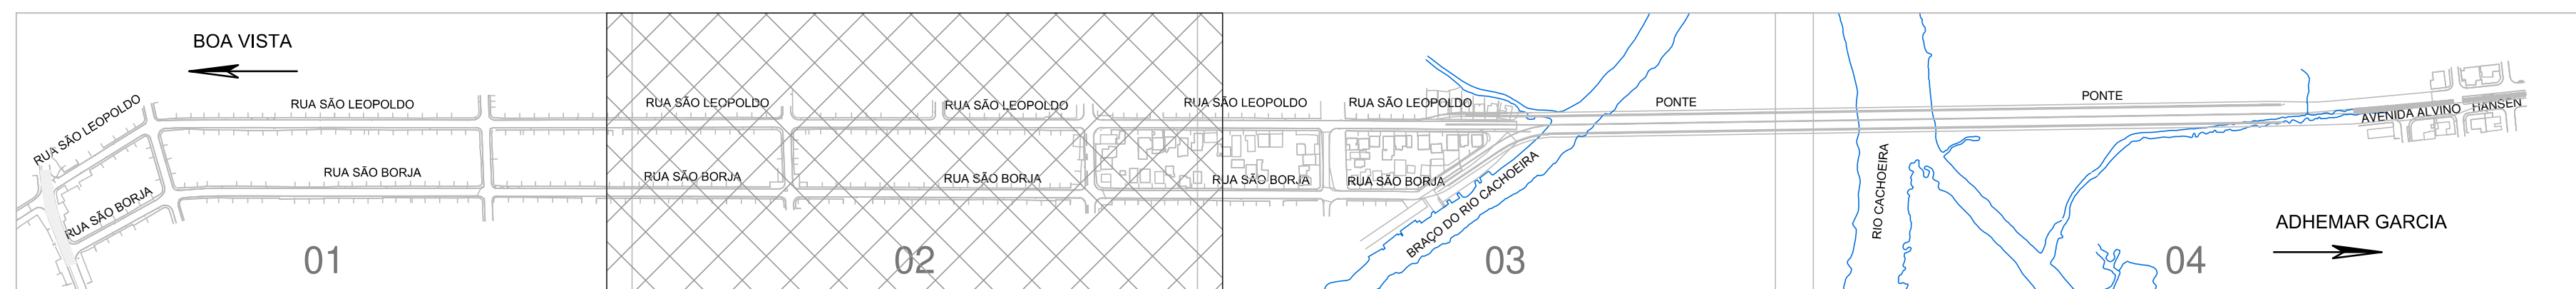 BOA VISTA
RUA SÃO LEOPOLDO
RUA SÃO LEOPOLDO
RUA SÃO LEOPOLDO
RUA SÃO LEOPOLDO
RUA SÃO LEOPOLDO
RUA SÃO LEOPOLDO
PONTE
PONTE
AVENIDA ALVINO HANSEN
RUA SÃO BORJA
RUA SÃO BORJA
RUA SÃO BORJA
RUA SÃO BORJA
RUA SÃO BORJA
RUA SÃO BORJA
BRAÇO DO RIO CACHOEIRA
RIO CACHOEIRA
ADHEMAR GARCIA
01
02
03
04